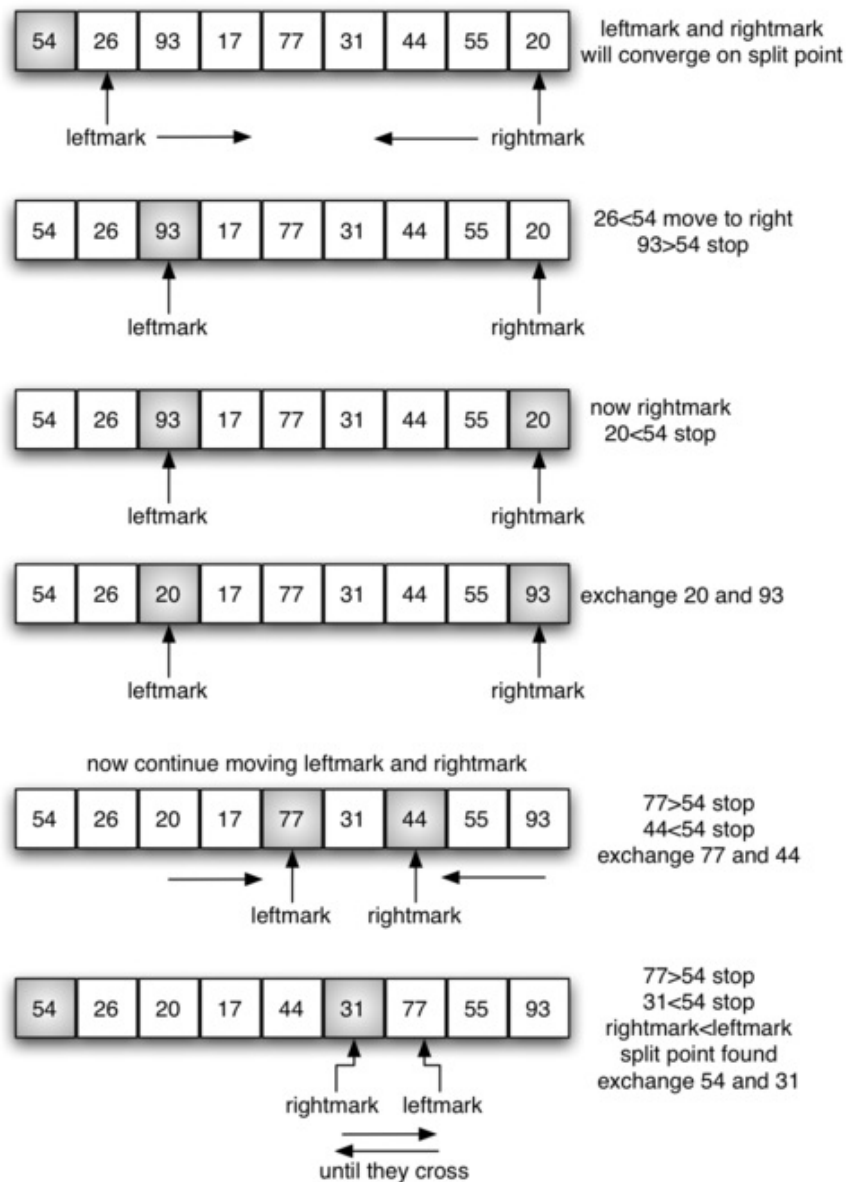 54 26 93 17 77 31 44 55 20
leftmark and rightmark
will converge on split point
leftmark rightmark
54 26 93 17 77 31 44 55 20
26<54 move to right
93>54 stop
leftmark rightmark
54 26 93 17 77 31 44 55 20
now rightmark
20<54 stop
leftmark rightmark
54 26 20 17 77 31 44 55 93
exchange 20 and 93
leftmark rightmark
now continue moving leftmark and rightmark
54 26 20 17 77 31 44 55 93
77>54 stop
44<54 stop
exchange 77 and 44
leftmark rightmark
54 26 20 17 44 31 77 55 93
77>54 stop
31<54 stop
rightmark<leftmark
split point found
exchange 54 and 31
rightmark leftmark
until they cross